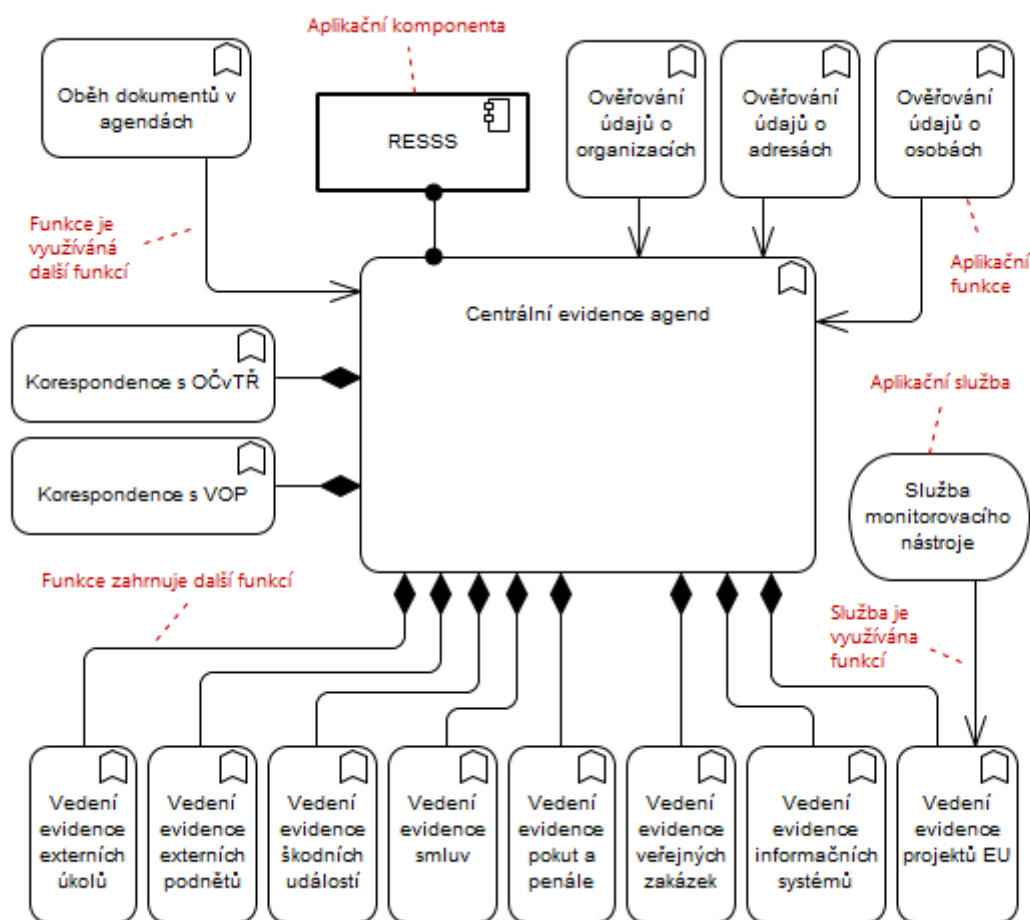 Aplikační komponenta
Oběh dokumentů v
agendách
RESSS
Ověřování
údajů o
organizacích
Ověřování
údajů o
adresách
Ověřování
údajů o
osobách
Funkce je
využíváná
další funkcí
Aplikační
funkce
Centrální evidence agend
Korespondence s OČvTŘ
Aplikační služba
Korespondence s VOP
Služba
monitorovacího
nástroje
Funkce zahrnuje další funkcí
Služba je
využívána
funkcí
Vedení
evidence
externích
úkolů
Vedení
evidence
externích
podnětů
Vedení
evidence
škodních
událostí
Vedení
evidence
smluv
Vedení
evidence
pokut a
penále
Vedení
evidence
veřejných
zakázek
Vedení
evidence
informačních
systémů
Vedení
evidence
projektů EU